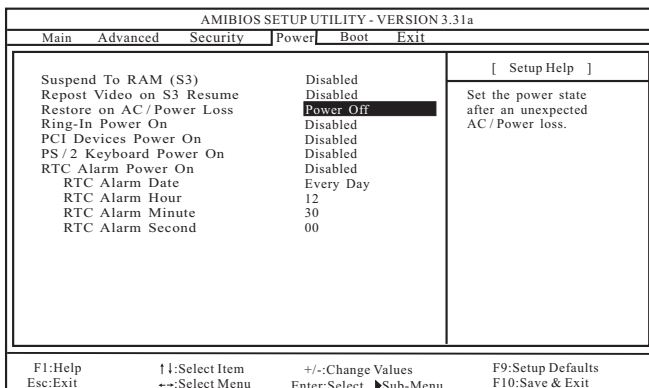 AMIBIOS SETUP UTILITY - VERSION 3.31a
Main Advanced Security Power Boot Exit
Suspend To RAM (S3) Disabled
Repost Video on S3 Resume Disabled
Restore on AC / Power Loss Power Off
Ring-In Power On Disabled
PCI Devices Power On Disabled
PS / 2 Keyboard Power On Disabled
RTC Alarm Power On Disabled
RTC Alarm Date Every Day
RTC Alarm Hour 12
RTC Alarm Minute 30
RTC Alarm Second 00
[ Setup Help ]
Set the power state
after an unexpected
AC / Power loss.
F1:Help ↑↓:Select Item +/-:Change Values F9:Setup Defaults
Esc:Exit ←→:Select Menu Enter:Select ▶Sub-Menu F10:Save & Exit